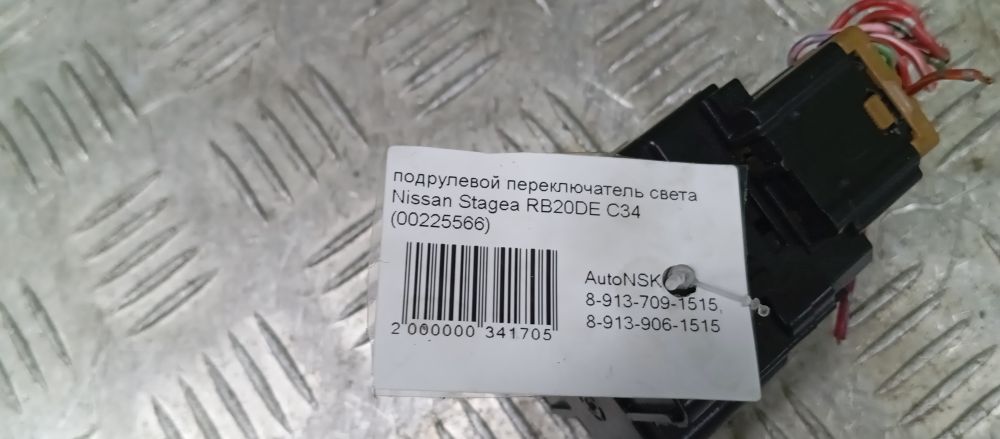 подрулевой переключатель света
Nissan Stagea RB20DE C34
(00225566)
2 000000 341705
AutoNSK
8-913-709-1515,
8-913-906-1515